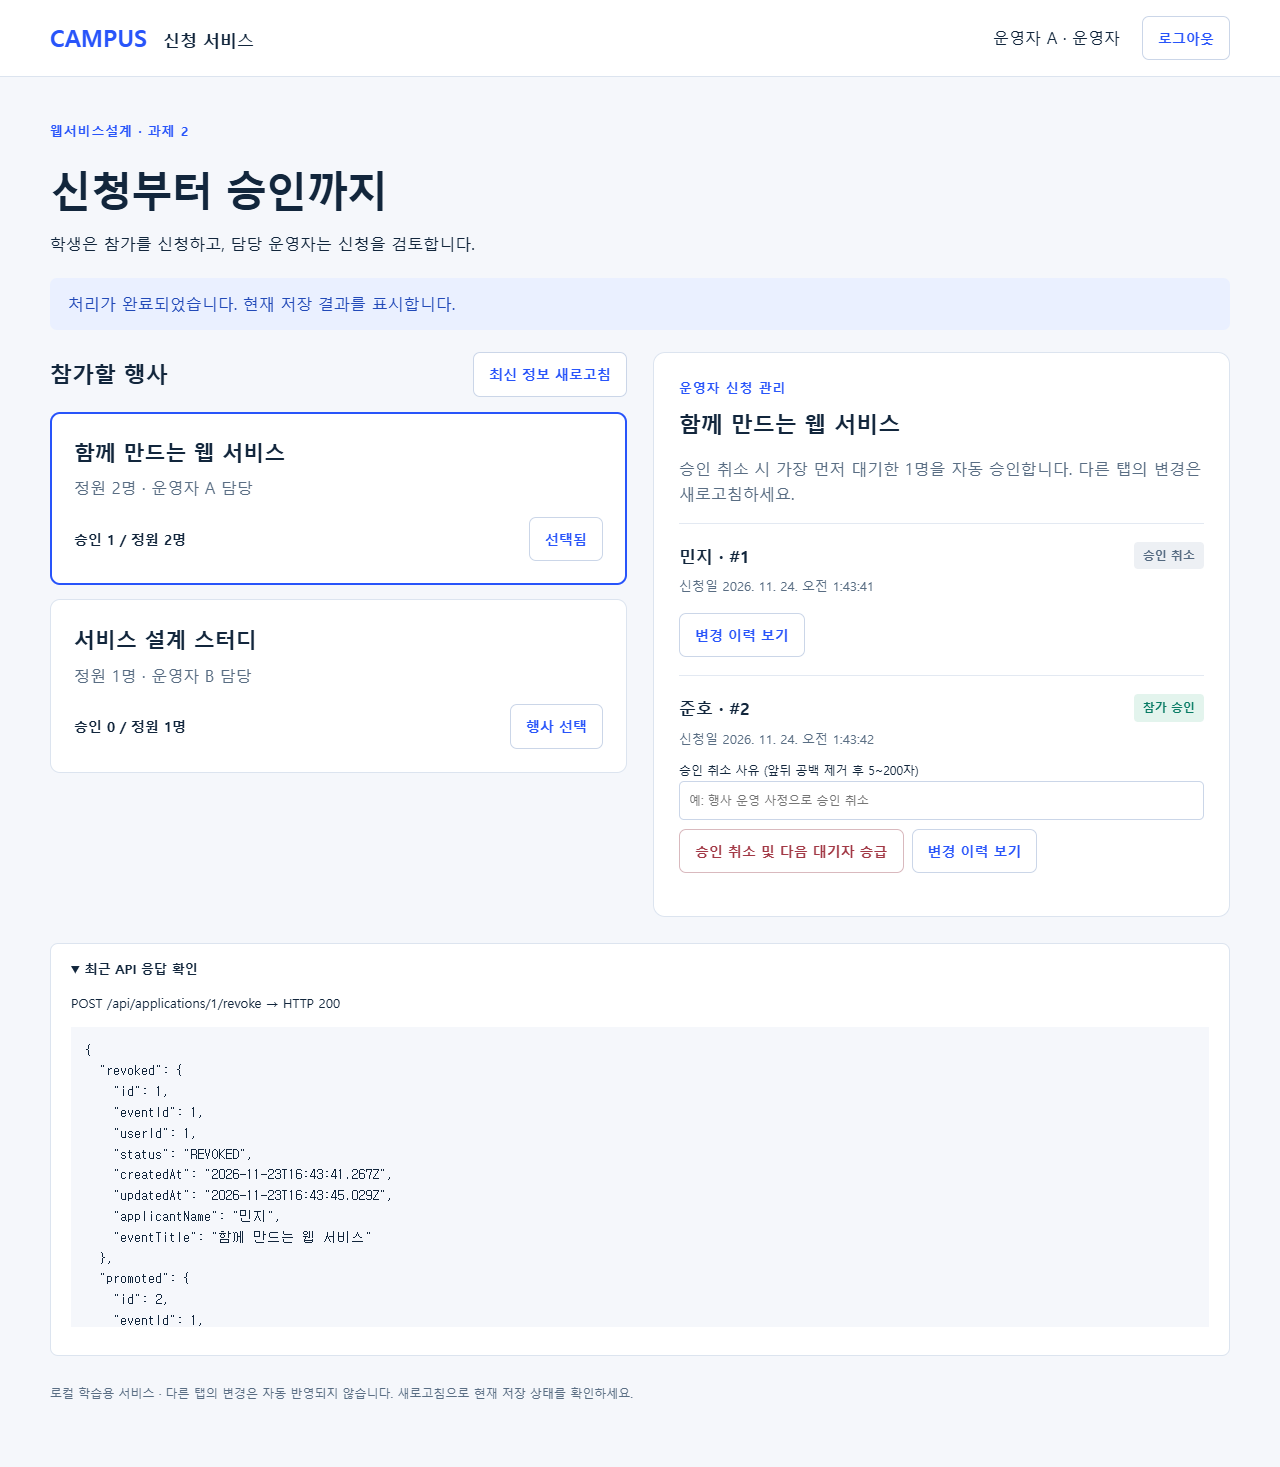 CAMPUS 신청 서비스
운영자 A · 운영자
로그아웃
웹서비스설계 · 과제 2
신청부터 승인까지
학생은 참가를 신청하고, 담당 운영자는 신청을 검토합니다.
처리가 완료되었습니다. 현재 저장 결과를 표시합니다.
참가할 행사
최신 정보 새로고침
함께 만드는 웹 서비스
정원 2명 · 운영자 A 담당
승인 1 / 정원 2명
선택됨
서비스 설계 스터디
정원 1명 · 운영자 B 담당
승인 0 / 정원 1명
행사 선택
운영자 신청 관리
함께 만드는 웹 서비스
승인 취소 시 가장 먼저 대기한 1명을 자동 승인합니다. 다른 탭의 변경은
새로고침하세요.
민지 · #1
승인 취소
신청일 2026. 11. 24. 오전 1:43:41
변경 이력 보기
준호 · #2
참가 승인
신청일 2026. 11. 24. 오전 1:43:42
승인 취소 사유 (앞뒤 공백 제거 후 5~200자)
예: 행사 운영 사정으로 승인 취소
승인 취소 및 다음 대기자 승급
변경 이력 보기
▼ 최근 API 응답 확인
POST /api/applications/1/revoke → HTTP 200
{
"revoked": {
"id": 1,
"eventId": 1,
"userId": 1,
"status": "REVOKED",
"createdAt": "2026-11-23T16:43:41.267Z",
"updatedAt": "2026-11-23T16:43:45.029Z",
"applicantName": "민지",
"eventTitle": "함께 만드는 웹 서비스"
},
"promoted": {
"id": 2,
"eventId": 1,
로컬 학습용 서비스 · 다른 탭의 변경은 자동 반영되지 않습니다. 새로고침으로 현재 저장 상태를 확인하세요.